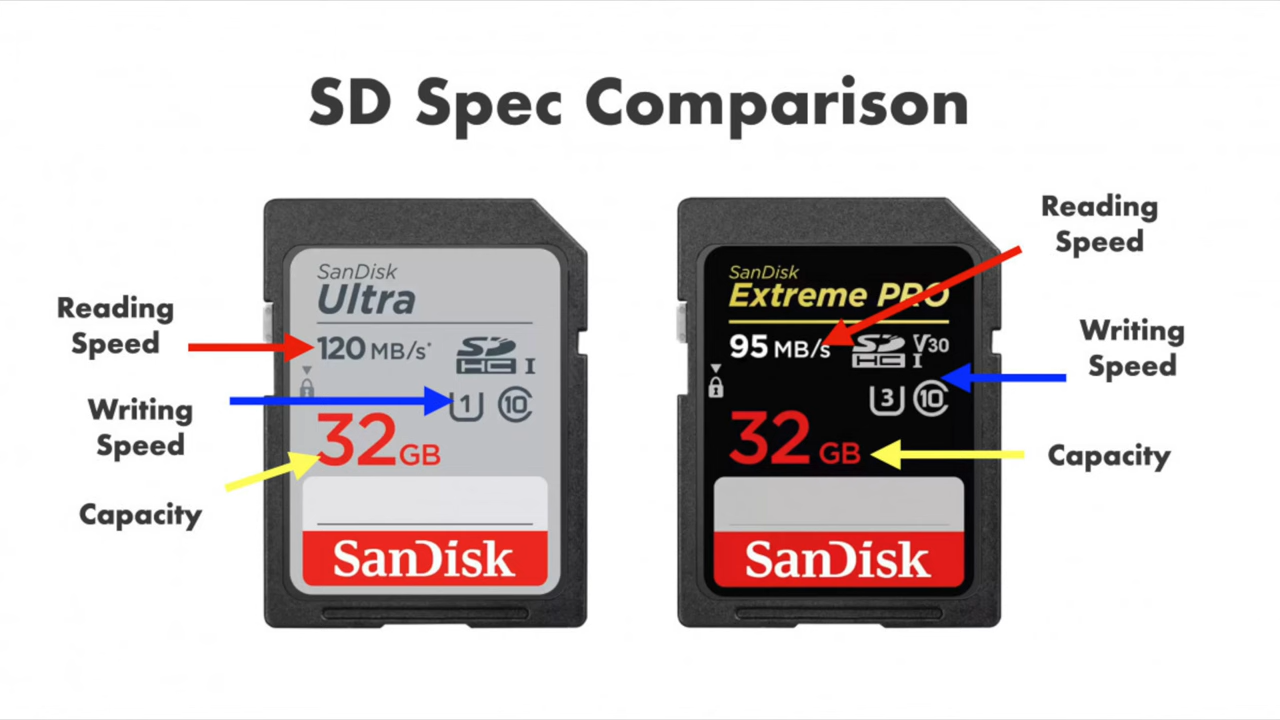 SD Spec Comparison
Reading
Speed
Writing
Speed
Capacity
SanDisk
Ultra
120 MB/s*
SD
HC I
1 10
32GB
SanDisk
SanDisk
Extreme PRO
95 MB/s
SD V30
HC I
3 10
32 GB
SanDisk
Reading
Speed
Writing
Speed
Capacity